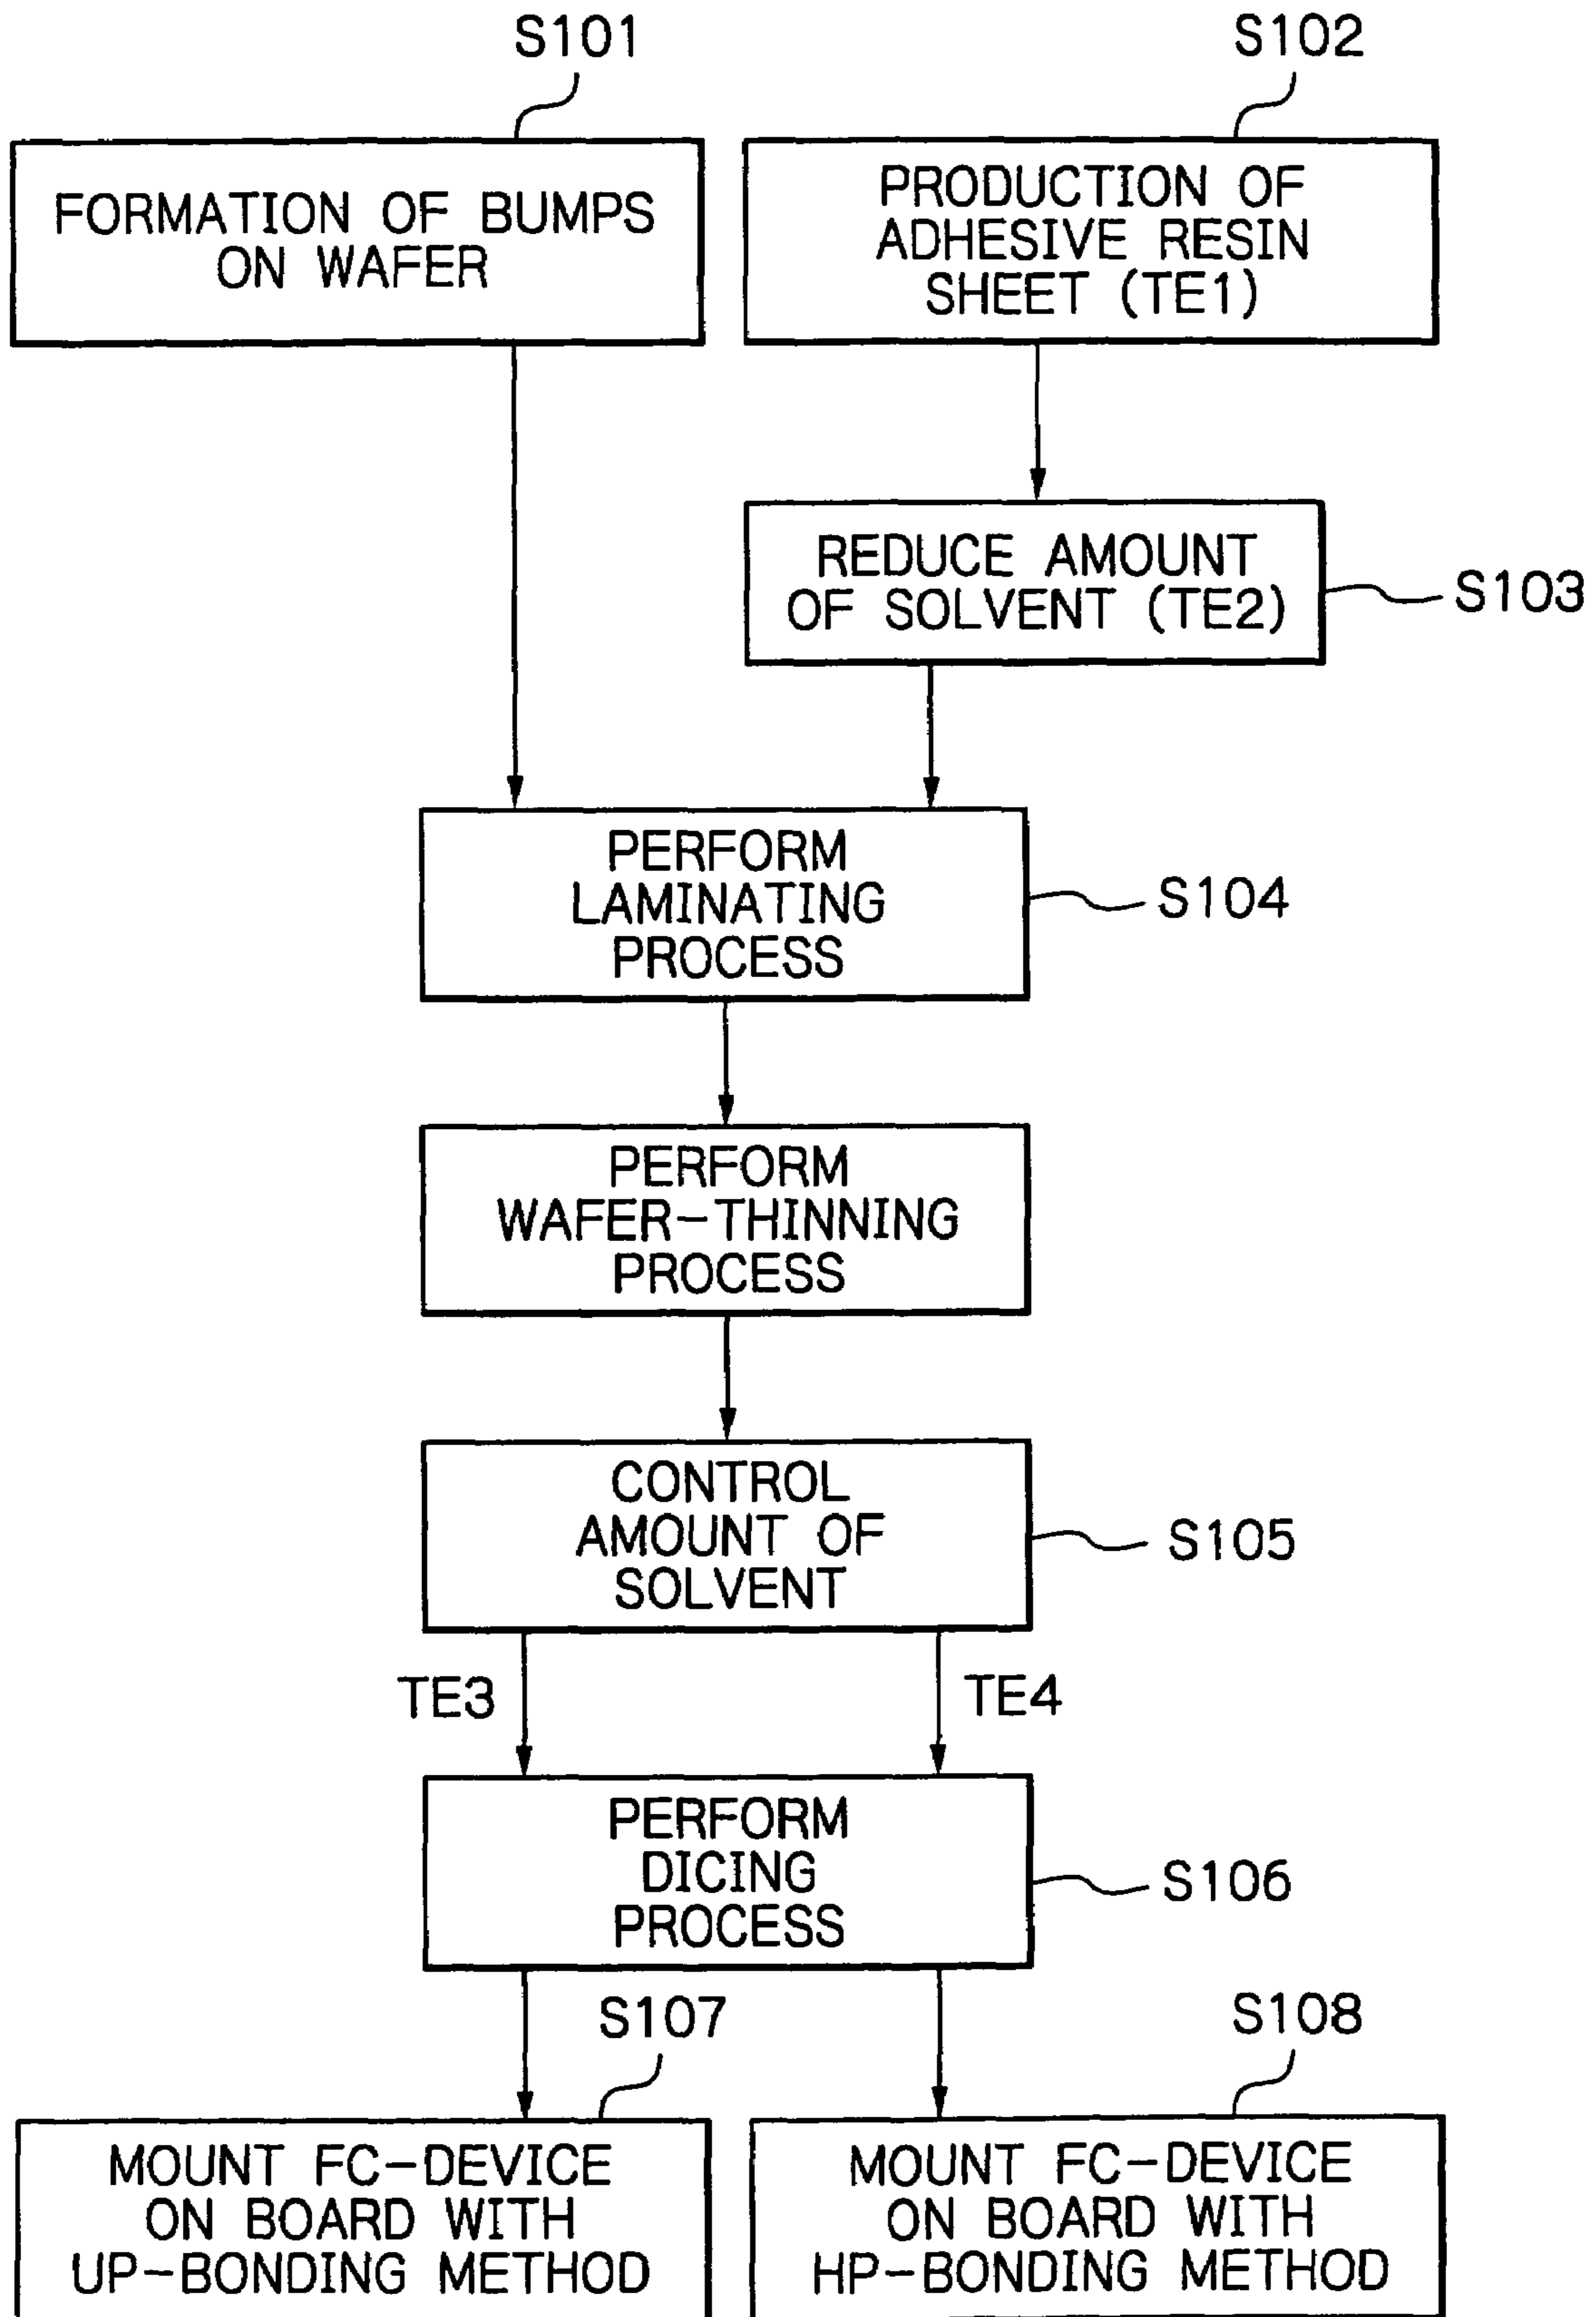 S101
S102
FORMATION OF BUMPS
ON WAFER
PRODUCTION OF
ADHESIVE RESIN
SHEET (TE1)
REDUCE AMOUNT
OF SOLVENT (TE2)
S103
PERFORM
LAMINATING
PROCESS
S104
PERFORM
WAFER-THINNING
PROCESS
CONTROL
AMOUNT OF
SOLVENT
S105
TE3
TE4
PERFORM
DICING
PROCESS
S106
S107
S108
MOUNT FC-DEVICE
ON BOARD WITH
UP-BONDING METHOD
MOUNT FC-DEVICE
ON BOARD WITH
HP-BONDING METHOD